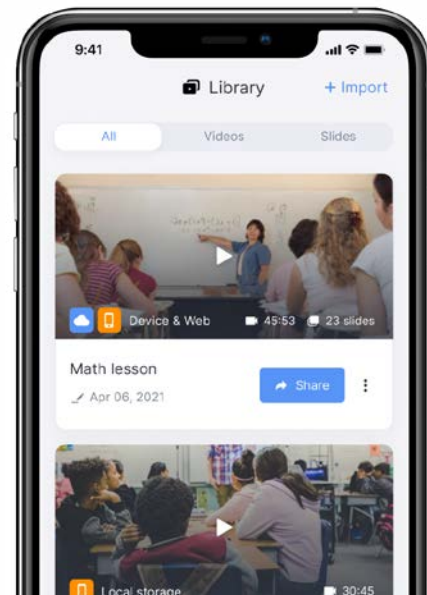 9:41
Library
+ Import
All
Videos
Slides
Device & Web
45:53
23 slides
Math lesson
Apr 06, 2021
Share
Local storage
30:45